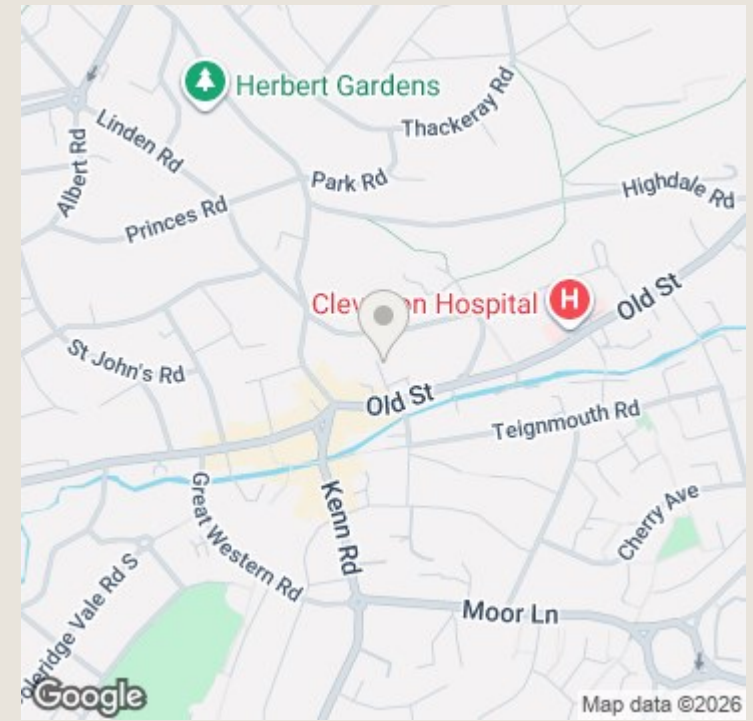 Herbert Gardens
Thackeray Rd
Linden Rd
Albert Rd
Park Rd
Highdale Rd
Princes Rd
Hospital
H
Old St
St John's Rd
Old St
Teignmouth Rd
Great Western Rd
Kenn Rd
Cherry Ave
Moor Ln
oleridge Vale Rd S
Google
Map data ©2026